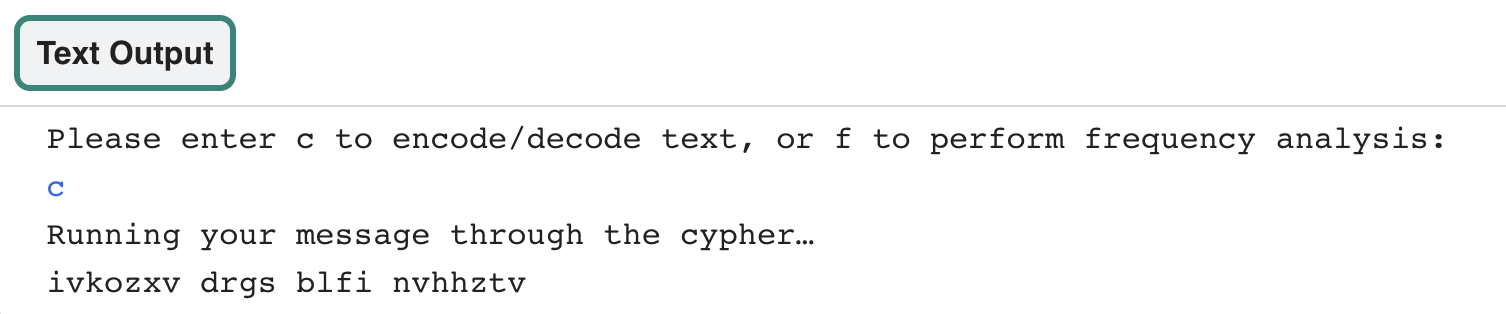 Text Output
Please enter c to encode/decode text, or f to perform frequency analysis:
c
Running your message through the cypher…
ivkozxv drgs blfi nvhhztv